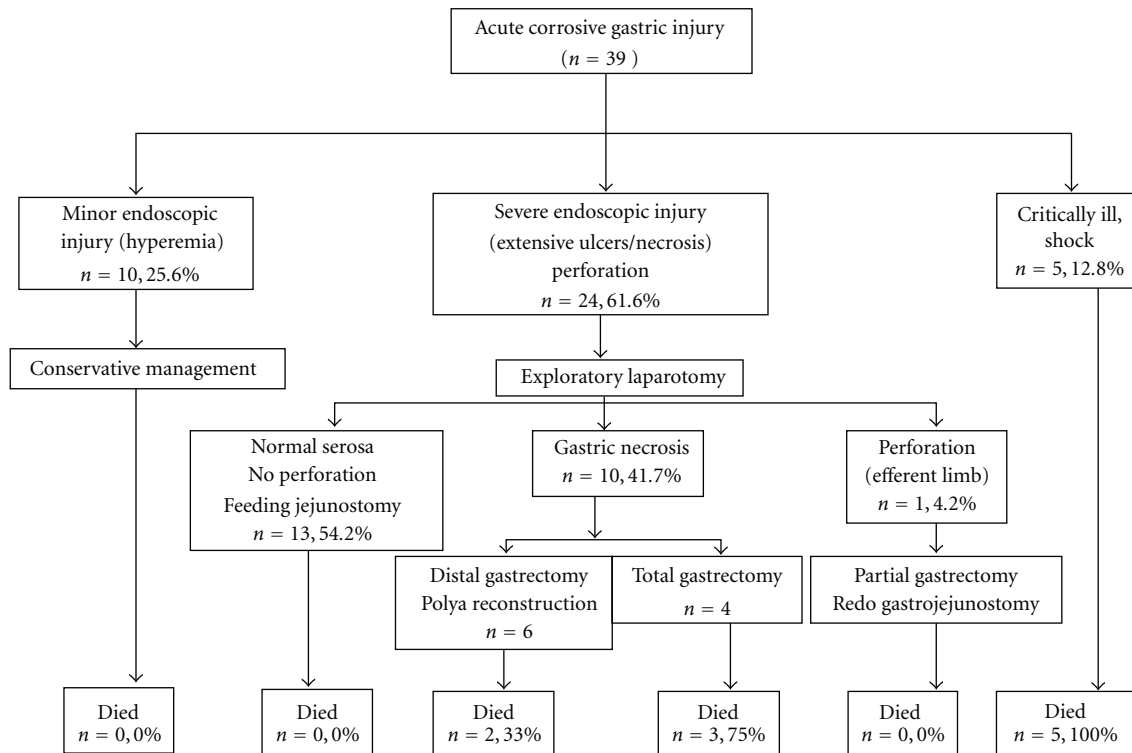 Acute corrosive gastric injury
(n = 39 )
Minor endoscopic
injury (hyperemia)
n = 10, 25.6%
Severe endoscopic injury
(extensive ulcers/necrosis)
perforation
n = 24, 61.6%
Critically ill,
shock
n = 5, 12.8%
Conservative management
Exploratory laparotomy
Normal serosa
No perforation
Feeding jejunostomy
n = 13, 54.2%
Gastric necrosis
n = 10, 41.7%
Perforation
(efferent limb)
n = 1, 4.2%
Distal gastrectomy
Polya reconstruction
n = 6
Total gastrectomy
n = 4
Partial gastrectomy
Redo gastrojejunostomy
Died
n = 0, 0%
Died
n = 0, 0%
Died
n = 2, 33%
Died
n = 3, 75%
Died
n = 0, 0%
Died
n = 5, 100%